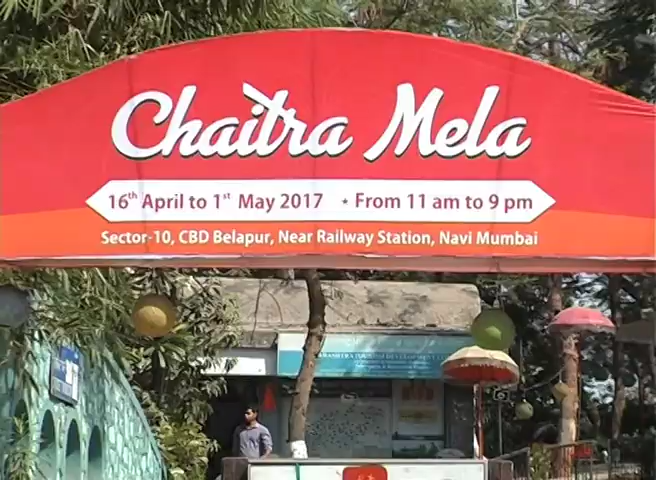 Chaitra Mela
16th April to 1st May 2017 ⋆ From 11 am to 9 pm
Sector-10, CBD Belapur, Near Railway Station, Navi Mumbai